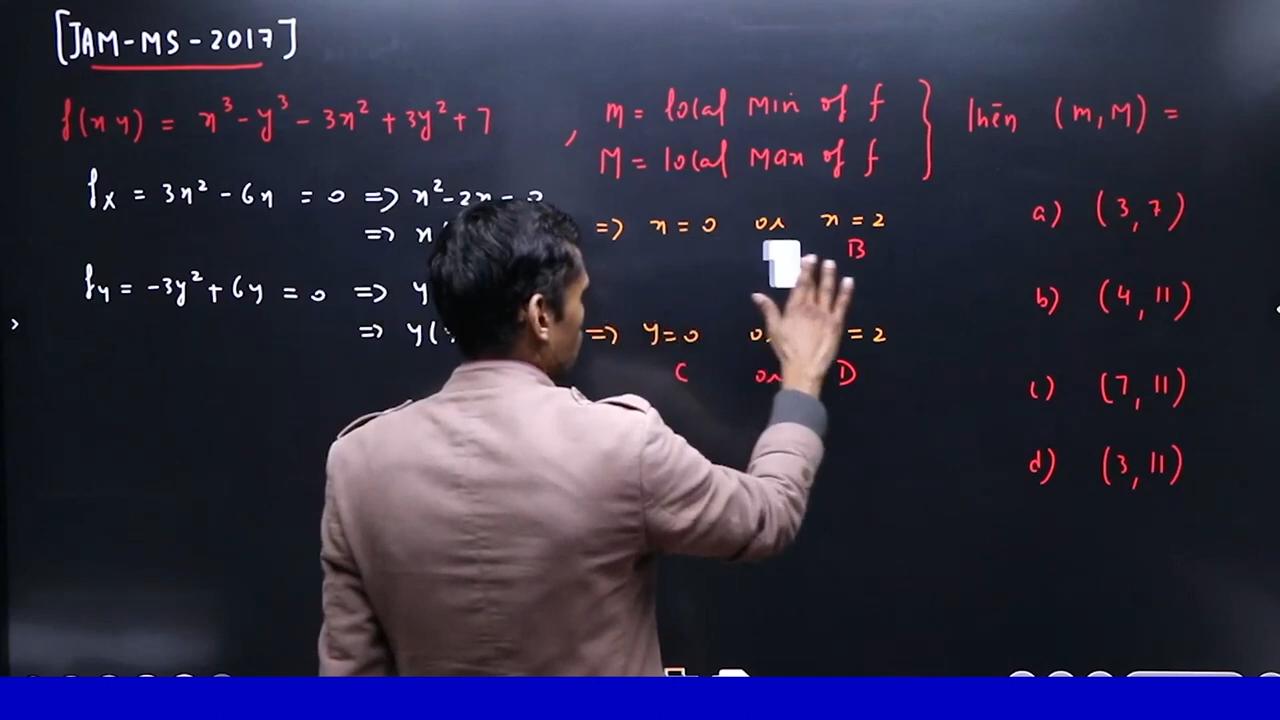 [JAM-MS-2017]
f(x y) = x³ - y³ - 3x² + 3y² + 7 , m = local Min of f
M = local Max of f } Then (m, M) =
fx = 3x² - 6x = 0 => x² - 2x = 0
=> x( => x = 0 or x = 2
B
a) (3, 7)
fy = -3y² + 6y = 0 => y
b) (4, 11)
=> y( => y = 0 = 2
C or D
c) (7, 11)
d) (3, 11)